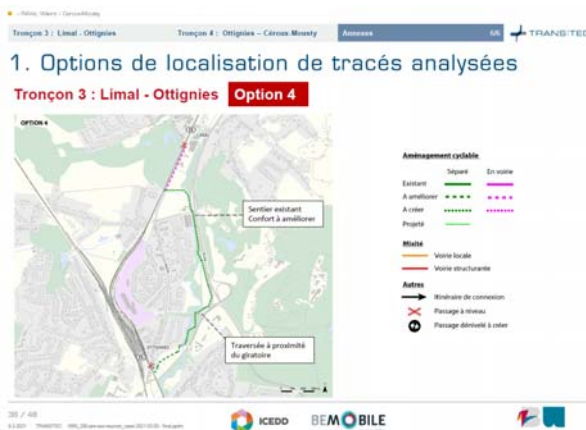 Tronçon 3 : Limal - Ottignies
Tronçon 4 : Ottignies – Céroux-Mousty
Annexes
6/6
TRANSITEC
1. Options de localisation de tracés analysées
Tronçon 3 : Limal - Ottignies
Option 4
OPTION 4
Sentier existant
Confort à améliorer
Traversée à proximité
du giratoire
Aménagement cyclable
Séparé
En voirie
Existant
A améliorer
A créer
Projeté
Mixité
Voirie locale
Voirie structurante
Autres
Itinéraire de connexion
Passage à niveau
Passage dénivelé à créer
38 / 48
ICEDD
BEMOBILE